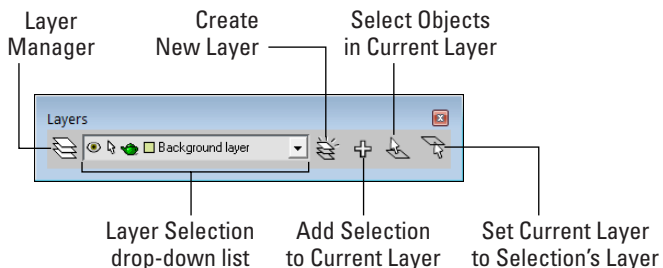 Layer
Manager
Create
New Layer
Select Objects
in Current Layer
Layers
Background layer
Layer Selection
drop-down list
Add Selection
to Current Layer
Set Current Layer
to Selection's Layer